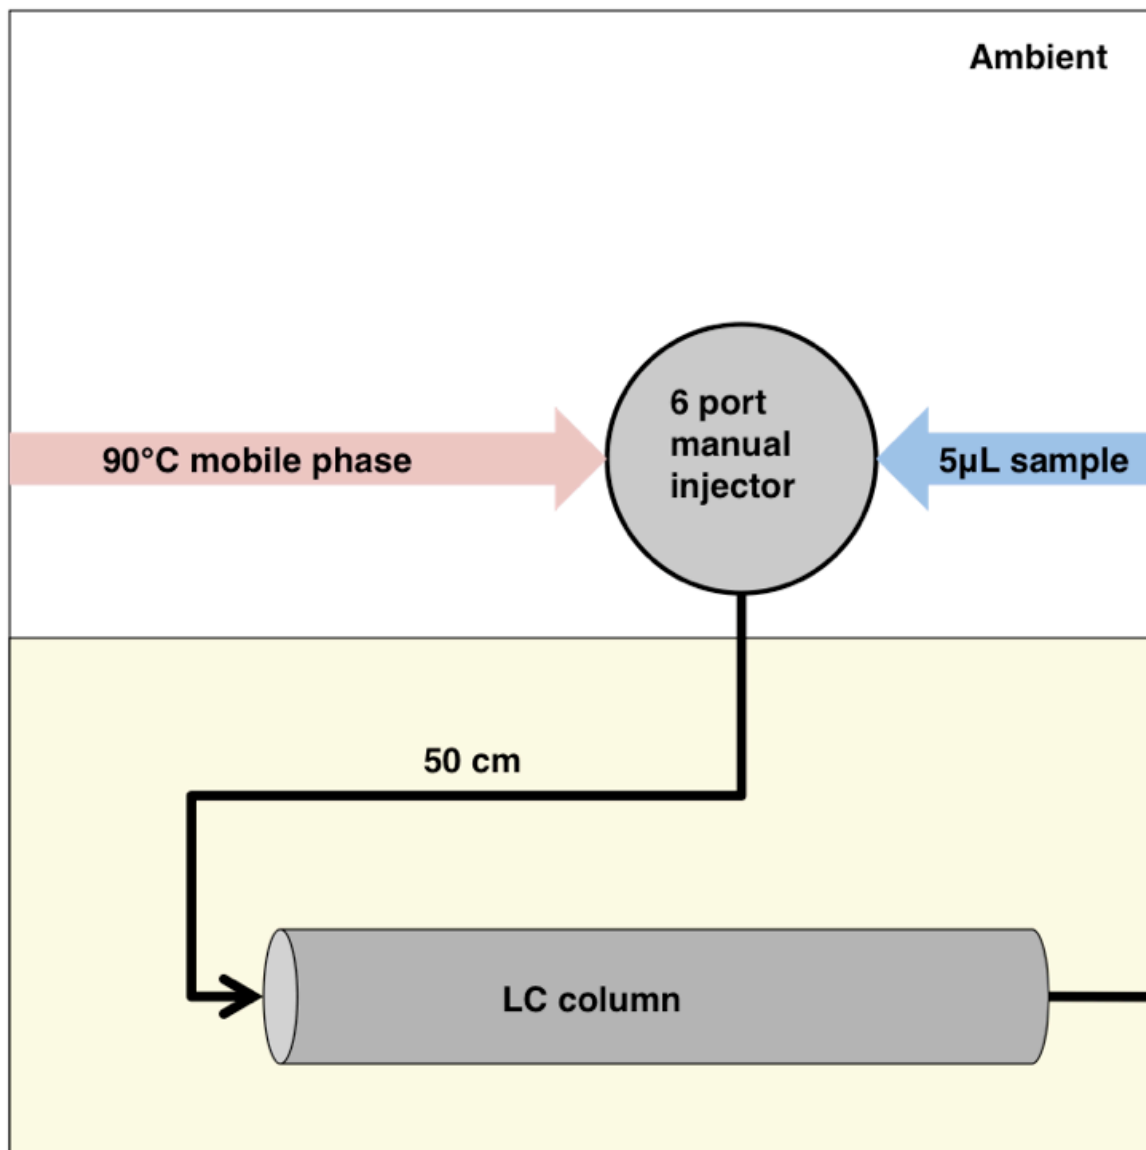 Ambient
6 port
manual
injector
90°C mobile phase
5µL sample
50 cm
LC column